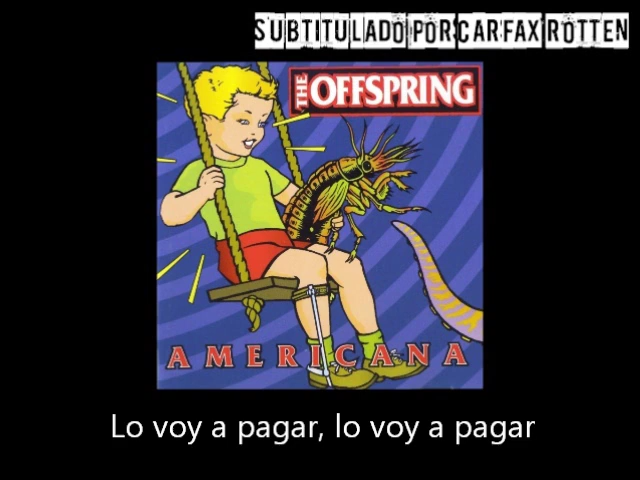 SUBTITULADO POR CARFAX ROTTEN
THE OFFSPRING
AMERICANA
Lo voy a pagar, lo voy a pagar